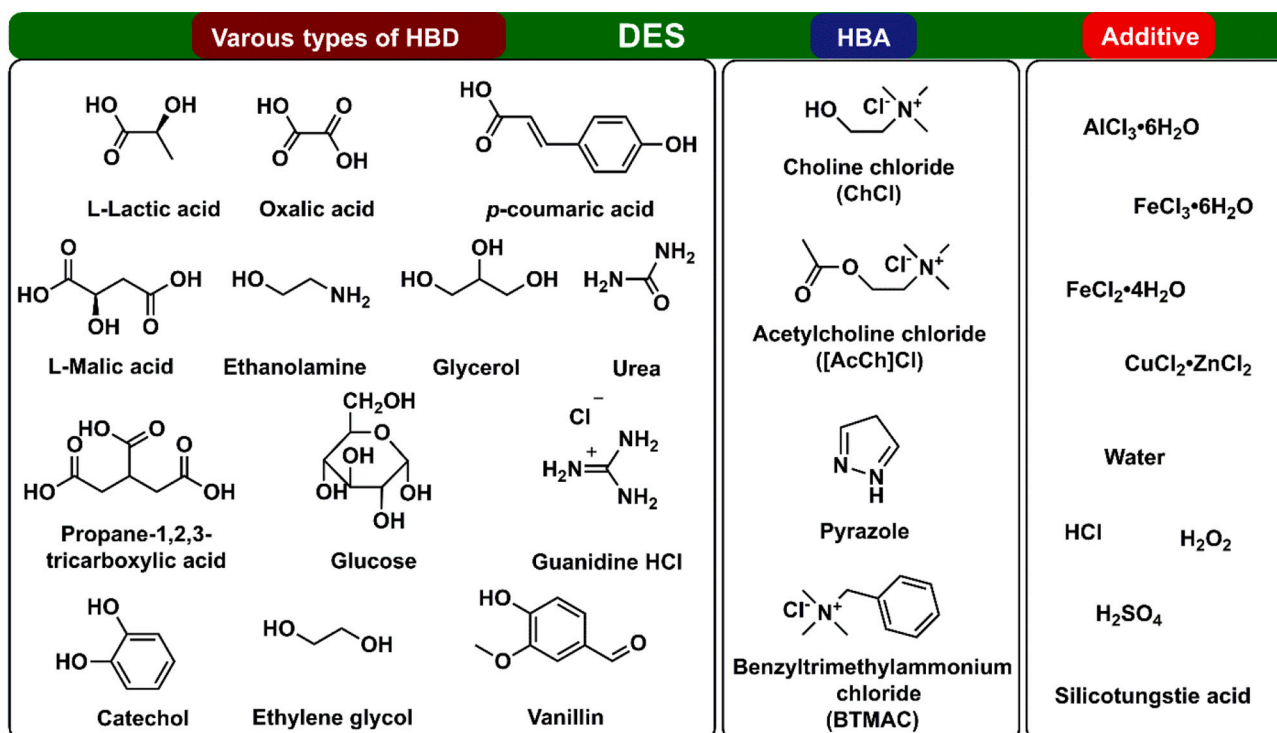 Varous types of HBD
DES
HBA
Additive
HO
OH
O
L-Lactic acid
HO
O
O
OH
Oxalic acid
HO
O
OH
p-coumaric acid
O
HO
OH
O
OH
L-Malic acid
HO
NH2
Ethanolamine
OH
HO
OH
Glycerol
NH2
H2N
O
Urea
HO
O
O
O
HO
OH
Propane-1,2,3-
tricarboxylic acid
CH2OH
O
OH
OH
OH
OH
Glucose
Cl−
NH2
H2N+
NH2
Guanidine HCl
HO
HO
Catechol
HO
OH
Ethylene glycol
HO
O
O
Vanillin
HO
Cl-
N+
Choline chloride
(ChCl)
O
O
Cl-
N+
Acetylcholine chloride
([AcCh]Cl)
N
N
H
Pyrazole
Cl-
N+
Benzyltrimethylammonium
chloride
(BTMAC)
AlCl3•6H2O
FeCl3•6H2O
FeCl2•4H2O
CuCl2•ZnCl2
Water
HCl
H2O2
H2SO4
Silicotungstie acid